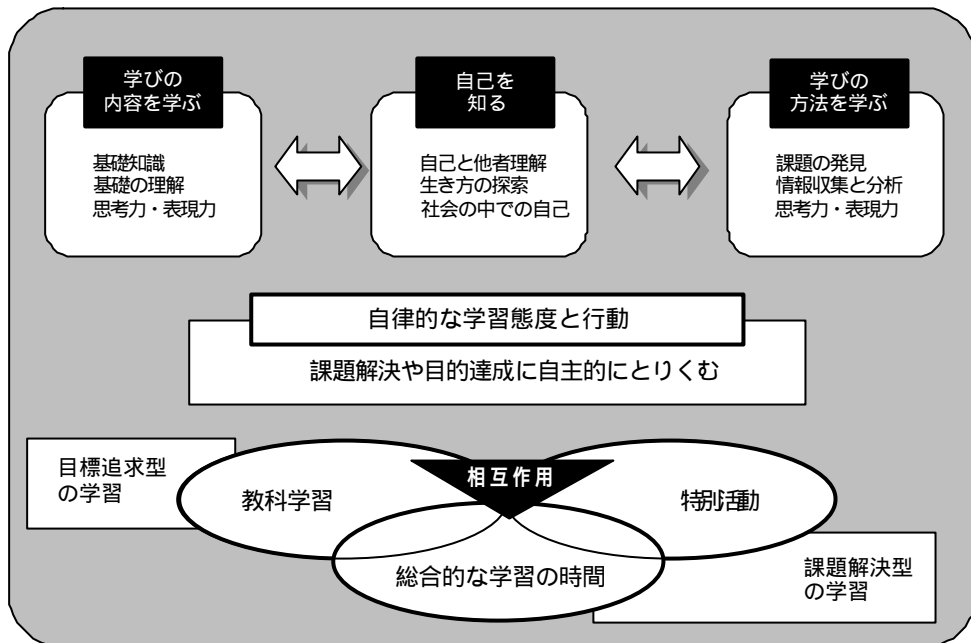 学びの
内容を学ぶ
基礎知識
基礎の理解
思考力・表現力
自己を
知る
自己と他者理解
生き方の探索
社会の中での自己
学びの
方法を学ぶ
課題の発見
情報収集と分析
思考力・表現力
自律的な学習態度と行動
課題解決や目的達成に自主的にとりくむ
目標追求型
の学習
教科学習
相互作用
特別活動
総合的な学習の時間
課題解決型
の学習